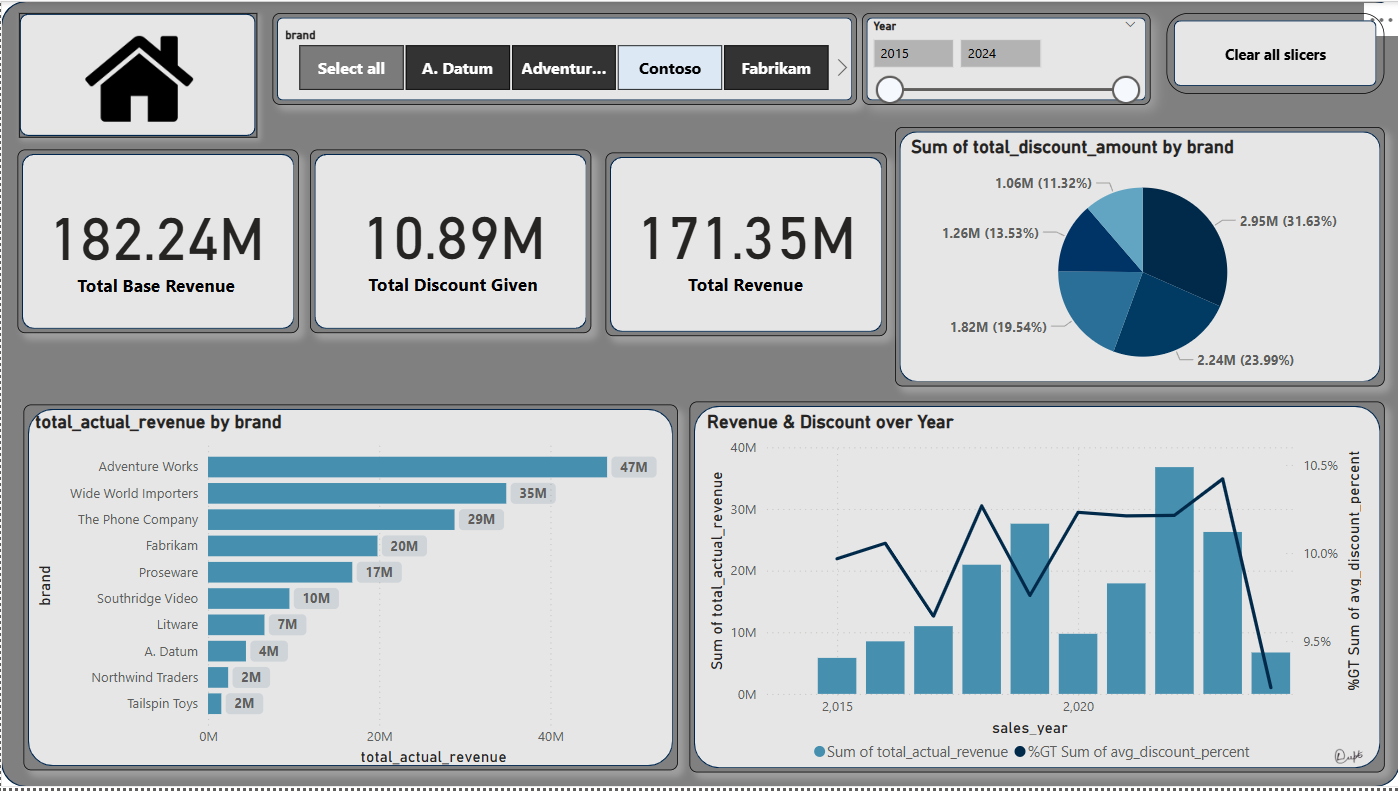 brand
Select all
A. Datum
Adventur...
Contoso
Fabrikam
Year
2015
2024
Clear all slicers
182.24M
Total Base Revenue
10.89M
Total Discount Given
171.35M
Total Revenue
Sum of total_discount_amount by brand
1.06M (11.32%)
2.95M (31.63%)
1.26M (13.53%)
1.82M (19.54%)
2.24M (23.99%)
total_actual_revenue by brand
brand
Adventure Works
47M
Wide World Importers
35M
The Phone Company
29M
Fabrikam
20M
Proseware
17M
Southridge Video
10M
Litware
7M
A. Datum
4M
Northwind Traders
2M
Tailspin Toys
2M
0M
20M
40M
total_actual_revenue
Revenue & Discount over Year
Sum of total_actual_revenue
40M
30M
20M
10M
0M
10.5%
10.0%
9.5%
%GT Sum of avg_discount_percent
2,015
2,020
sales_year
Sum of total_actual_revenue
%GT Sum of avg_discount_percent